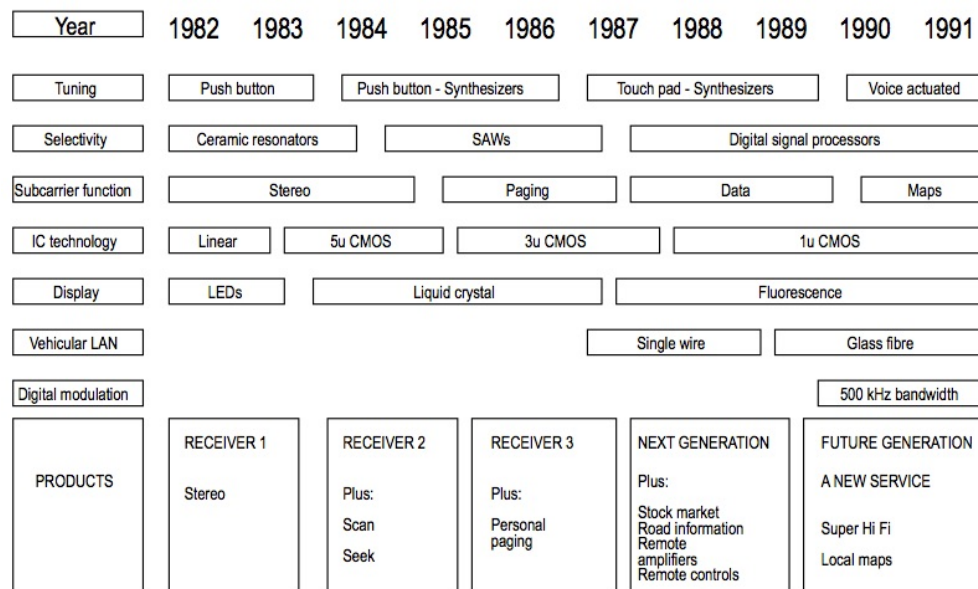 Year 1982 1983 1984 1985 1986 1987 1988 1989 1990 1991
Tuning Push button Push button - Synthesizers Touch pad - Synthesizers Voice actuated
Selectivity Ceramic resonators SAWs Digital signal processors
Subcarrier function Stereo Paging Data Maps
IC technology Linear 5u CMOS 3u CMOS 1u CMOS
Display LEDs Liquid crystal Fluorescence
Vehicular LAN Single wire Glass fibre
Digital modulation 500 kHz bandwidth
PRODUCTS
RECEIVER 1
Stereo
RECEIVER 2
Plus:
Scan
Seek
RECEIVER 3
Plus:
Personal
paging
NEXT GENERATION
Plus:
Stock market
Road information
Remote
amplifiers
Remote controls
FUTURE GENERATION
A NEW SERVICE
Super Hi Fi
Local maps